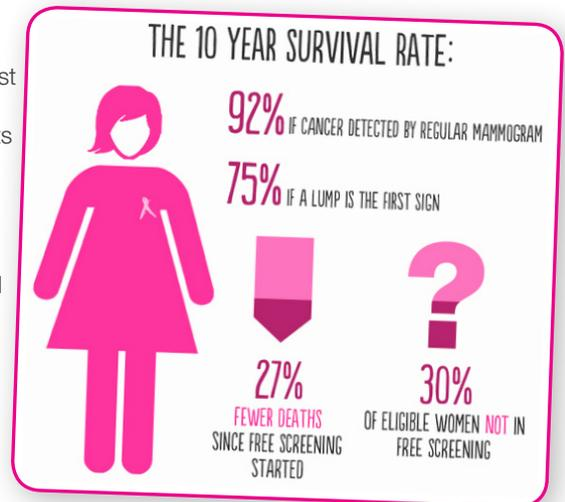 THE 10 YEAR SURVIVAL RATE:
92% IF CANCER DETECTED BY REGULAR MAMMOGRAM
75% IF A LUMP IS THE FIRST SIGN
27%
FEWER DEATHS
SINCE FREE SCREENING
STARTED
30%
OF ELIGIBLE WOMEN NOT IN
FREE SCREENING